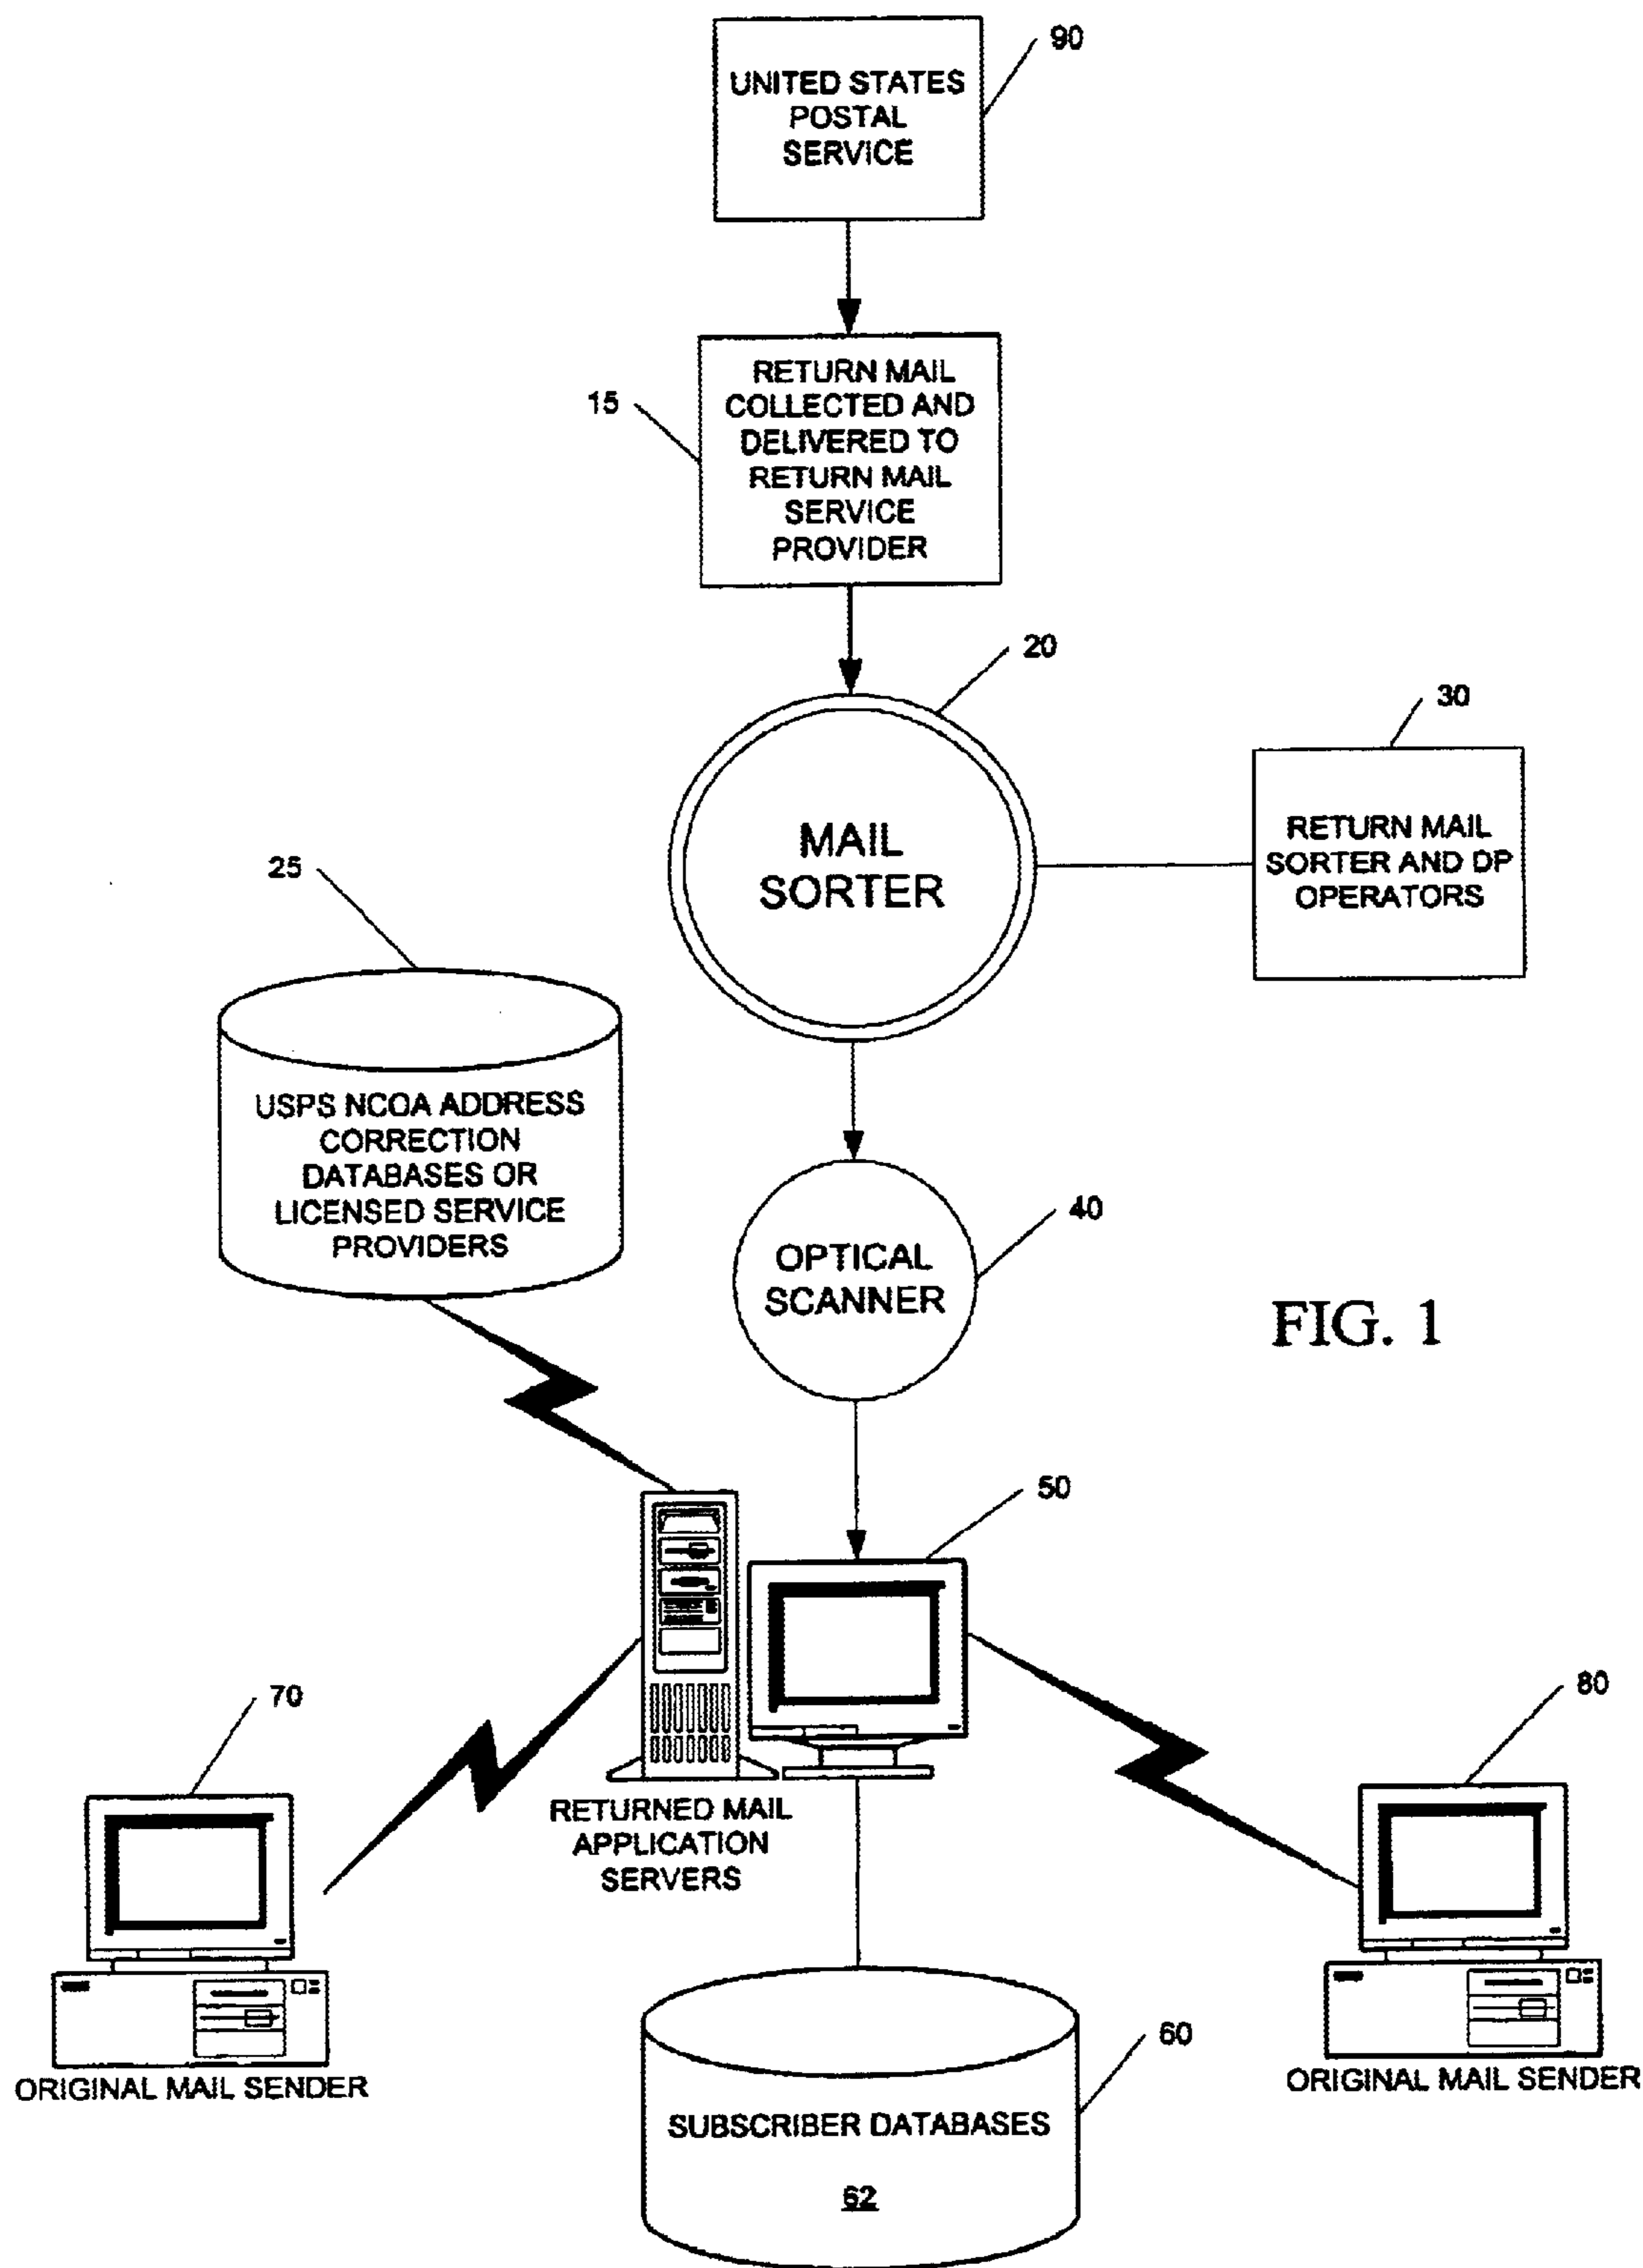 90
UNITED STATES
POSTAL
SERVICE
15
RETURN MAIL
COLLECTED AND
DELIVERED TO
RETURN MAIL
SERVICE
PROVIDER
20
30
MAIL
SORTER
RETURN MAIL
SORTER AND DP
OPERATORS
25
USPS NCOA ADDRESS
CORRECTION
DATABASES OR
LICENSED SERVICE
PROVIDERS
40
OPTICAL
SCANNER
FIG. 1
50
70
80
RETURNED MAIL
APPLICATION
SERVERS
ORIGINAL MAIL SENDER
ORIGINAL MAIL SENDER
60
SUBSCRIBER DATABASES
62